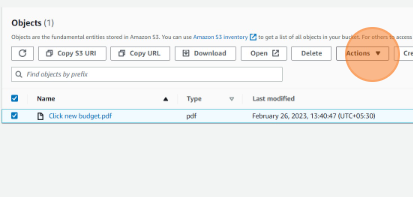 Objects (1)
Objects are the fundamental entities stored in Amazon S3. You can use Amazon S3 inventory to get a list of all objects in your bucket. For others to access
Copy S3 URI Copy URL Download Open Delete Actions Cre
Find objects by prefix
Name Type Last modified
Click new budget.pdf pdf February 26, 2023, 13:40:47 (UTC+05:30)